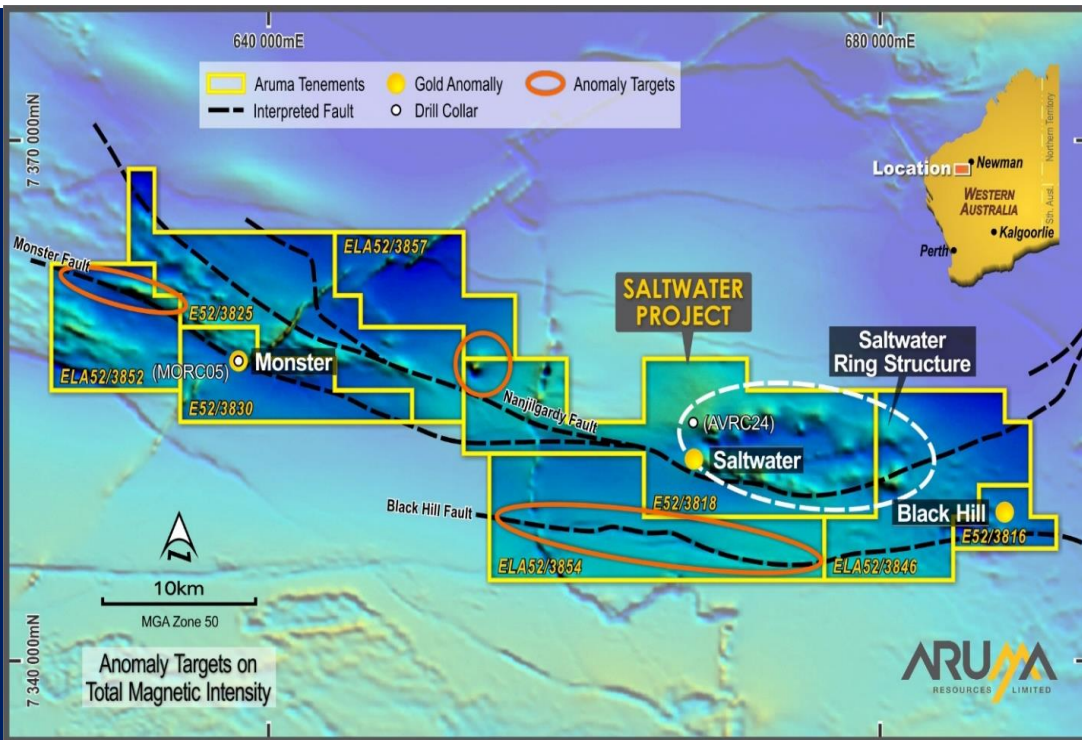 640 000mE
680 000mE
7 370 000mN
Aruma Tenements
Gold Anomally
Anomaly Targets
Interpreted Fault
Drill Collar
Location
Newman
WESTERN
AUSTRALIA
Kalgoorlie
Perth
Northern Territory
Sth. Aust.
Monster Fault
ELA52/3857
E52/3825
SALTWATER
PROJECT
Saltwater
Ring Structure
(MORC05)
Monster
ELA52/3852
E52/3830
Nanjilgardy Fault
(AVRC24)
Saltwater
E52/3818
Black Hill
E52/3816
Black Hill Fault
ELA52/3854
ELA52/3846
N
10km
MGA Zone 50
7 340 000mN
Anomaly Targets on
Total Magnetic Intensity
ARUMA
RESOURCES LIMITED